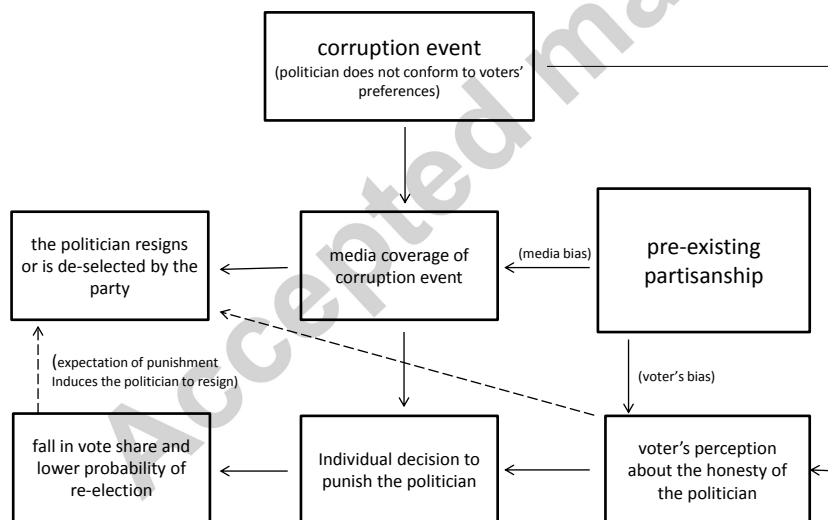 corruption event
(politician does not conform to voters'
preferences)
the politician resigns
or is de-selected by the
party
media coverage of
corruption event
(media bias)
pre-existing
partisanship
(expectation of punishment
Induces the politician to resign)
(voter's bias)
fall in vote share and
lower probability of
re-election
Individual decision to
punish the politician
voter's perception
about the honesty of
the politician
Accepted ma